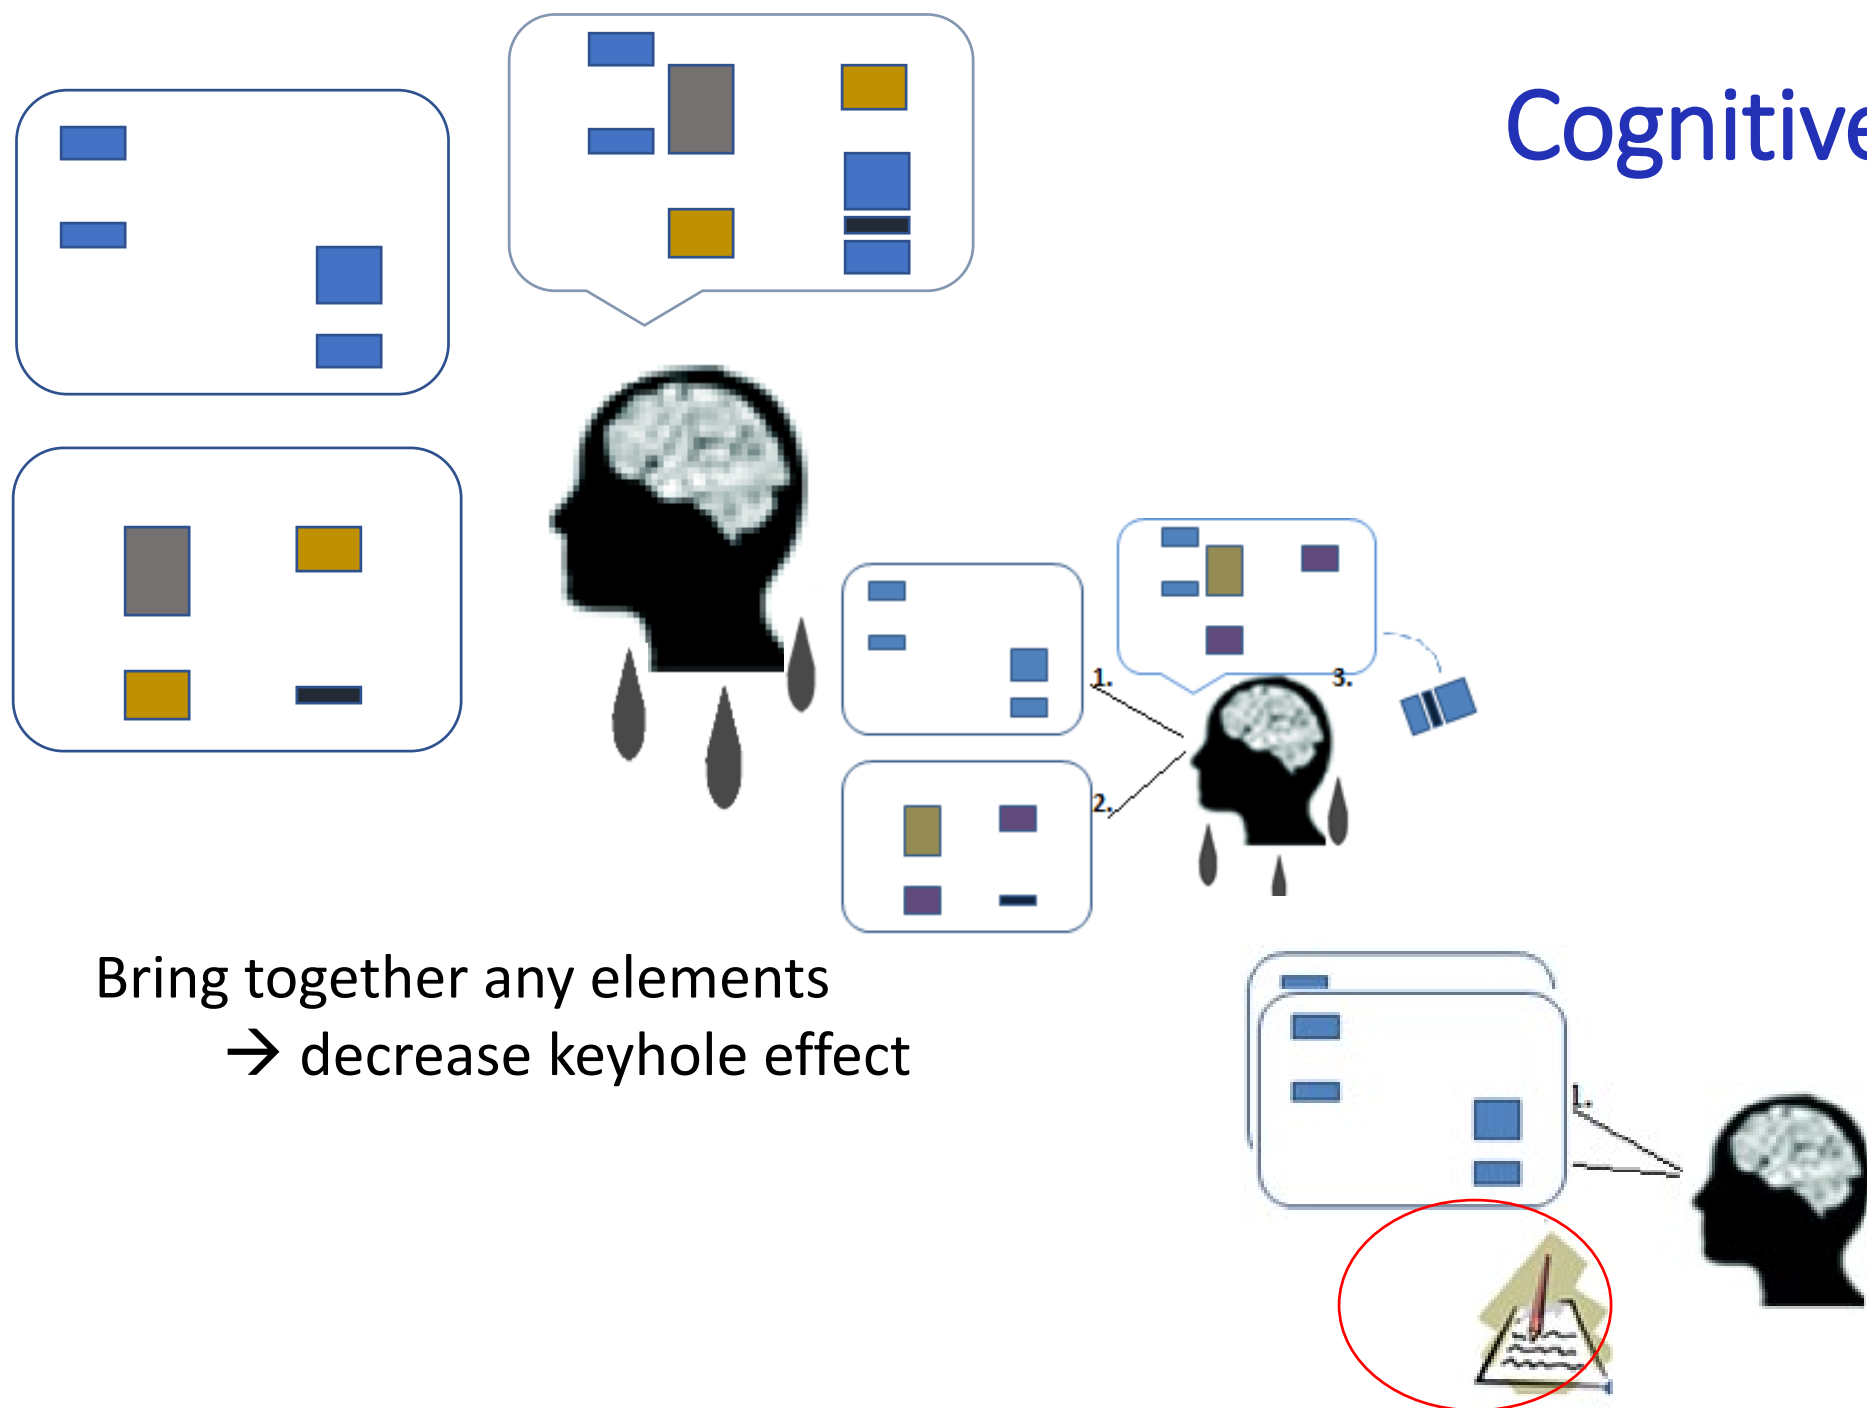 Cognitive
1.
3.
2.
Bring together any elements
→ decrease keyhole effect
1.